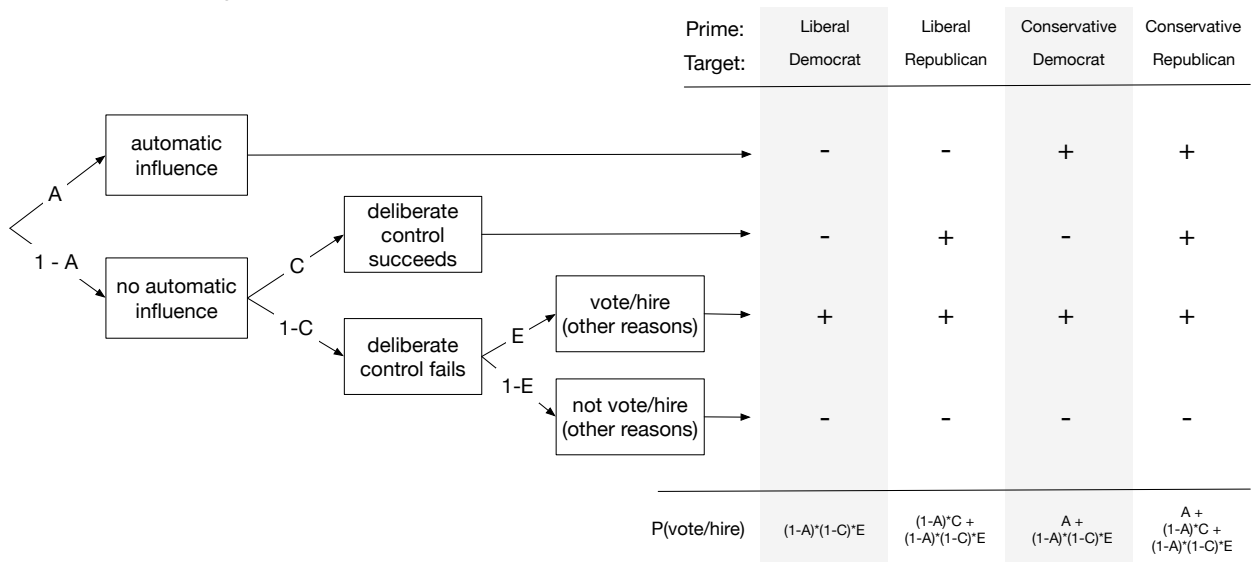 Prime: Liberal Liberal Conservative Conservative
Target: Democrat Republican Democrat Republican
automatic
influence
- - + +
A
deliberate
control
succeeds
- + - +
1 - A
C
no automatic
influence
vote/hire
(other reasons)
+ + + +
1-C
E
deliberate
control fails
1-E
not vote/hire
(other reasons)
- - - -
P(vote/hire)
(1-A)*(1-C)*E
(1-A)*C +
(1-A)*(1-C)*E
A +
(1-A)*(1-C)*E
A +
(1-A)*C +
(1-A)*(1-C)*E